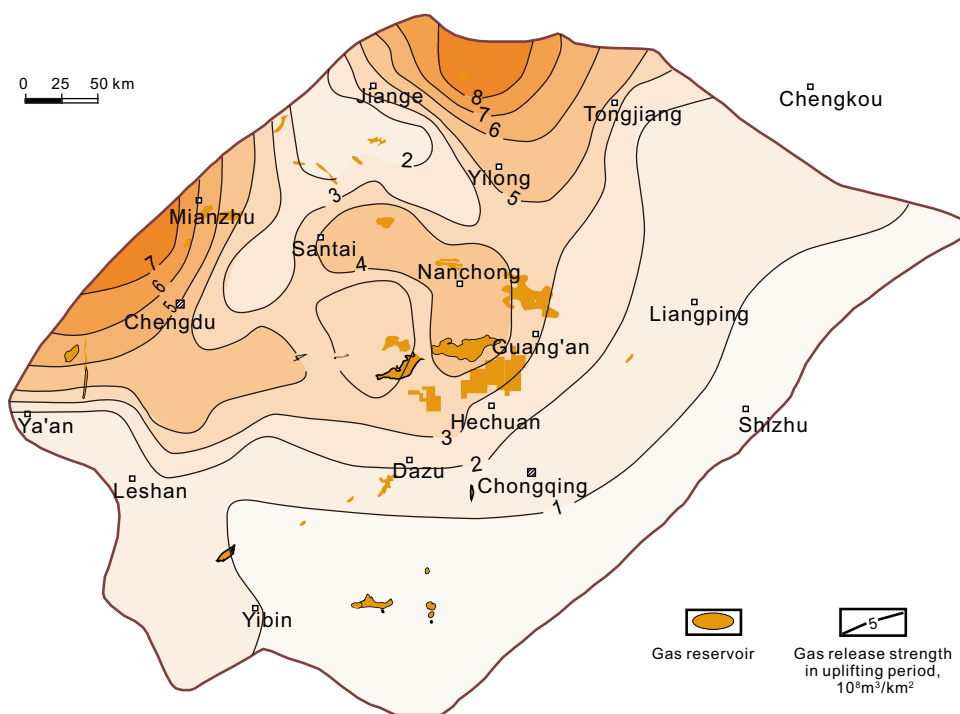 0 25 50 km
Jiange
8
7
6
Tongjiang
Chengkou
2
Yilong
5
3
Mianzhu
Santai
4
7
6
5
Nanchong
Chengdu
Liangping
Guang'an
4
Ya'an
Hechuan
Shizhu
3
Dazu
2
Leshan
Chongqing
1
Yibin
5
Gas reservoir
Gas release strength
in uplifting period,
10⁸m³/km²